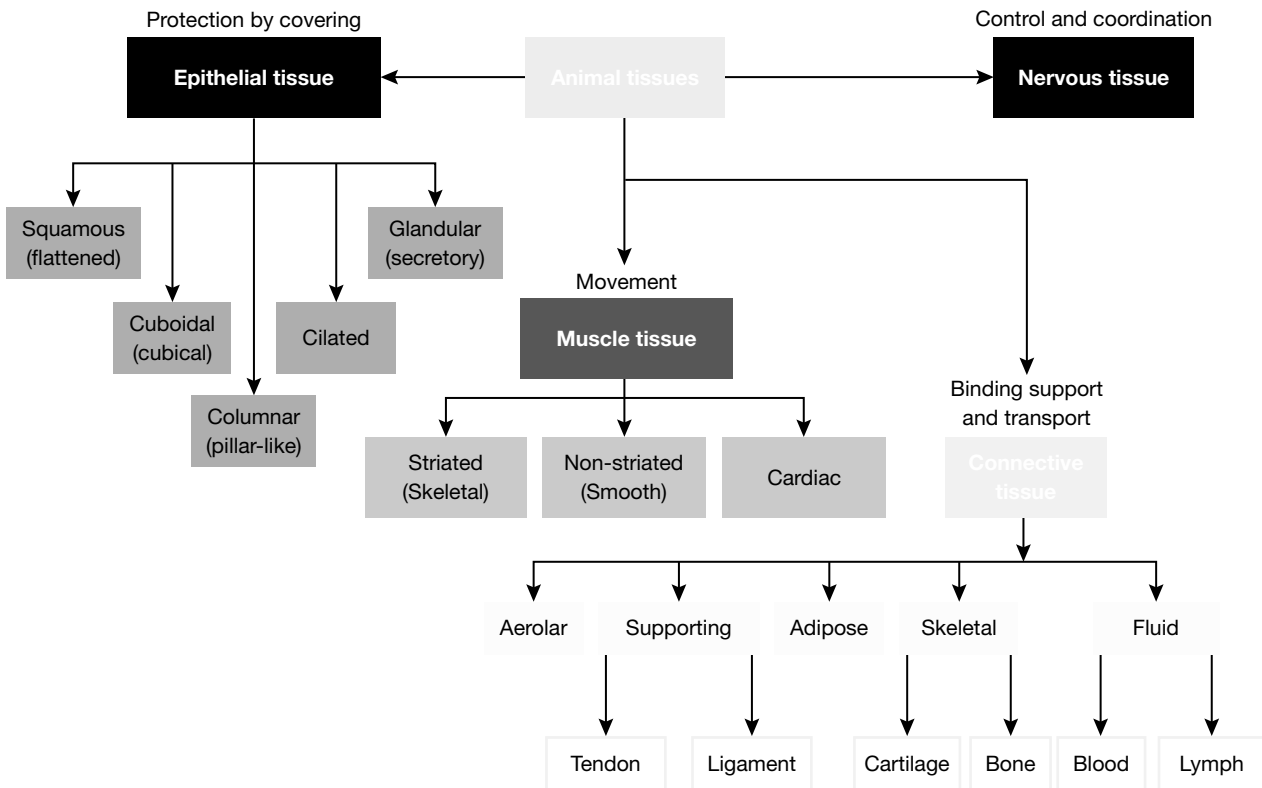 Protection by covering
Control and coordination
Epithelial tissue
Animal tissues
Nervous tissue
Squamous
(flattened)
Glandular
(secretory)
Cuboidal
(cubical)
Cilated
Columnar
(pillar-like)
Movement
Muscle tissue
Striated
(Skeletal)
Non-striated
(Smooth)
Cardiac
Binding support
and transport
Connective
tissue
Aerolar
Supporting
Adipose
Skeletal
Fluid
Tendon
Ligament
Cartilage
Bone
Blood
Lymph